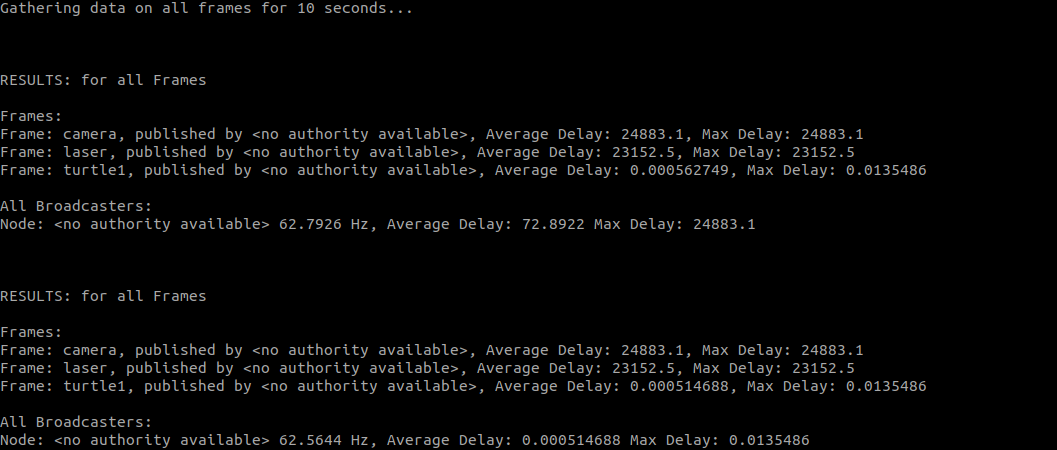 Gathering data on all frames for 10 seconds...
RESULTS: for all Frames
Frames:
Frame: camera, published by <no authority available>, Average Delay: 24883.1, Max Delay: 24883.1
Frame: laser, published by <no authority available>, Average Delay: 23152.5, Max Delay: 23152.5
Frame: turtle1, published by <no authority available>, Average Delay: 0.000562749, Max Delay: 0.0135486
All Broadcasters:
Node: <no authority available> 62.7926 Hz, Average Delay: 72.8922 Max Delay: 24883.1
RESULTS: for all Frames
Frames:
Frame: camera, published by <no authority available>, Average Delay: 24883.1, Max Delay: 24883.1
Frame: laser, published by <no authority available>, Average Delay: 23152.5, Max Delay: 23152.5
Frame: turtle1, published by <no authority available>, Average Delay: 0.000514688, Max Delay: 0.0135486
All Broadcasters:
Node: <no authority available> 62.5644 Hz, Average Delay: 0.000514688 Max Delay: 0.0135486